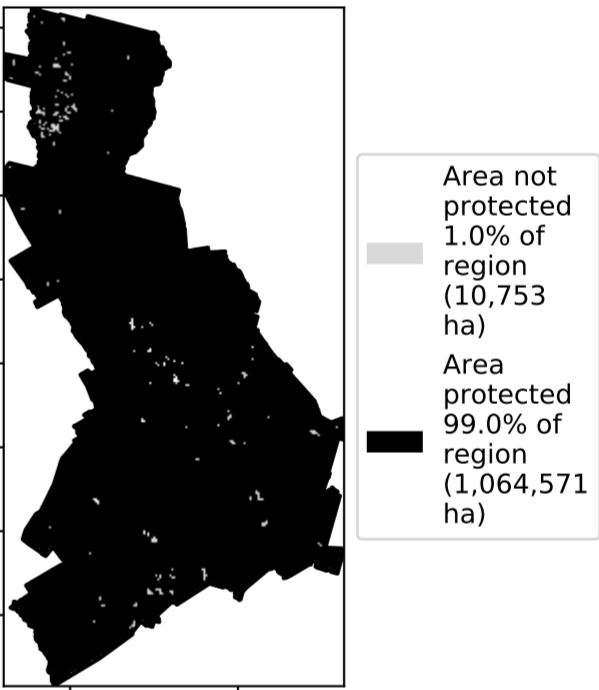 Area not
protected
1.0% of
region
(10,753
ha)
Area
protected
99.0% of
region
(1,064,571
ha)